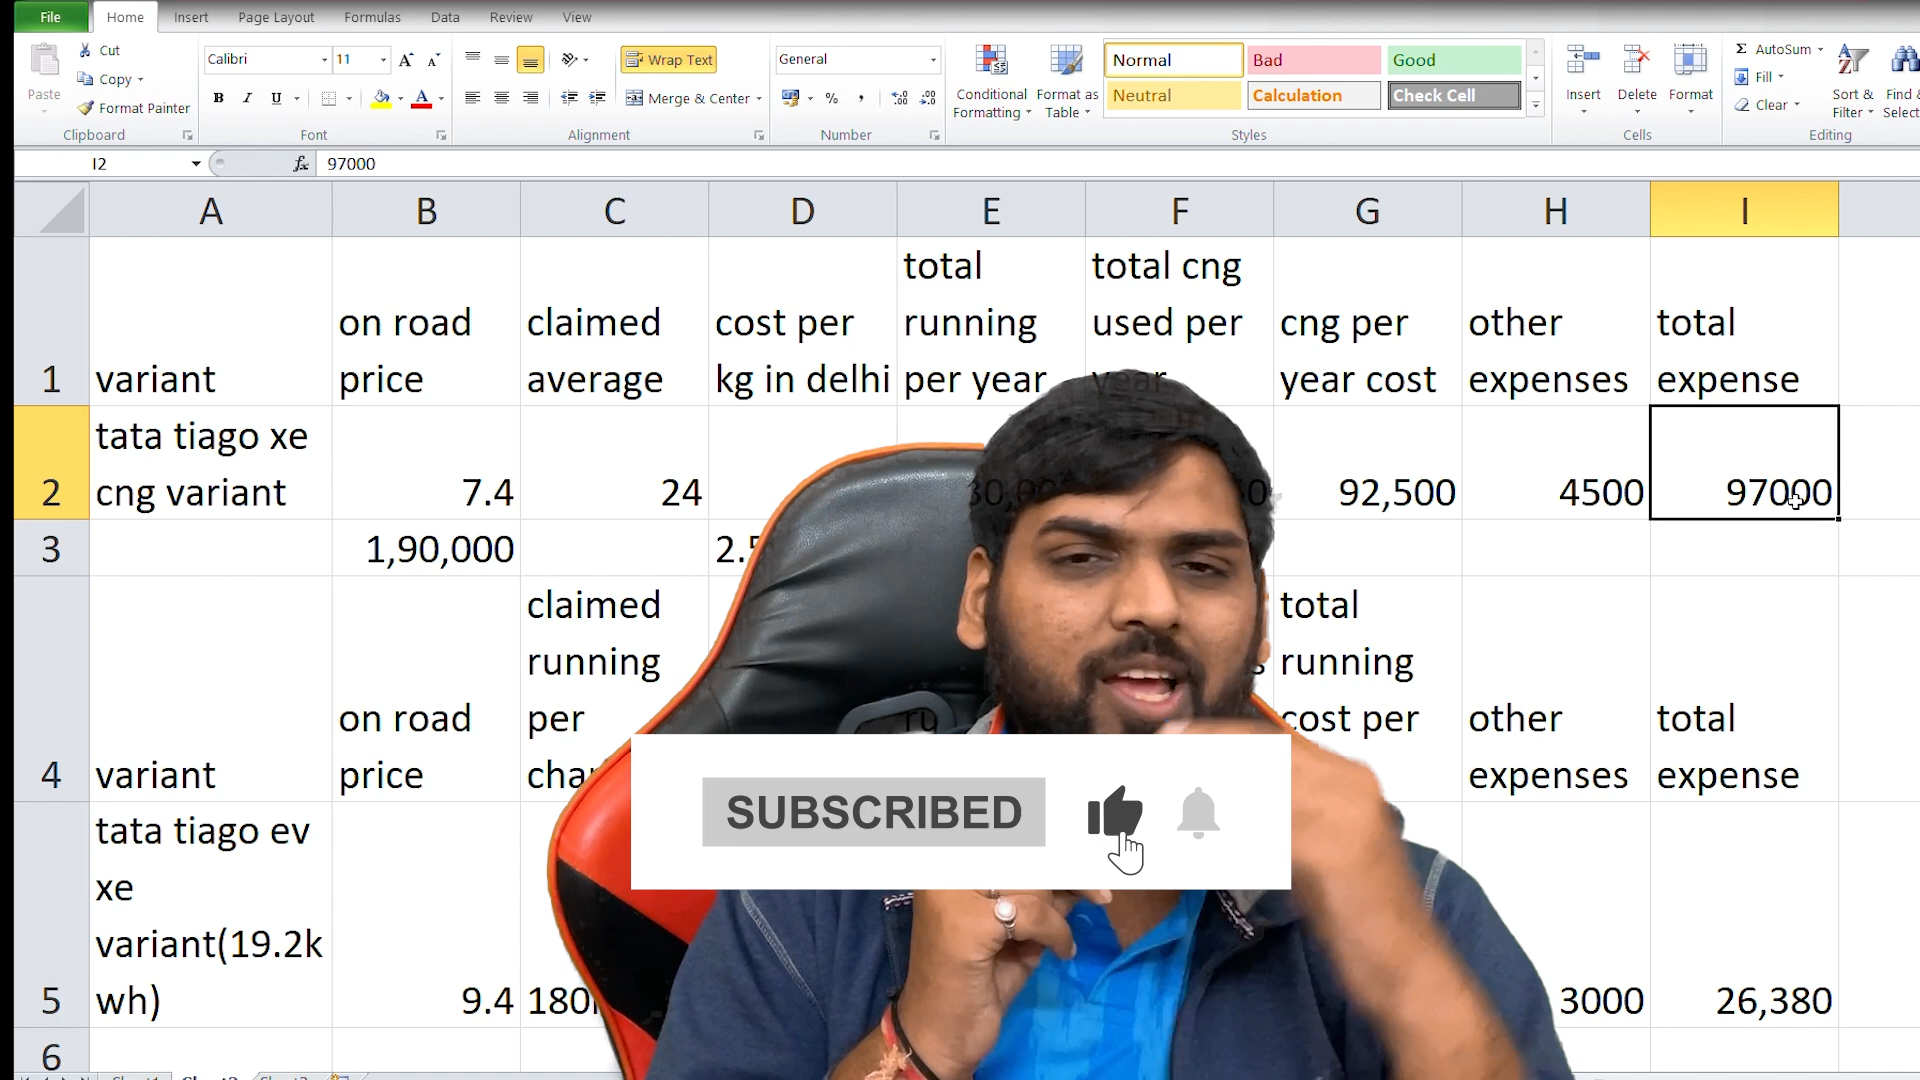 File Home Insert Page Layout Formulas Data Review View
Cut
Copy
Format Painter
Paste
Clipboard
Calibri 11
B I U
Font
Wrap Text
Merge & Center
Alignment
General
% ,
Number
Conditional Formatting
Format as Table
Normal Bad Good
Neutral Calculation Check Cell
Styles
Insert Delete Format
Cells
AutoSum
Fill
Clear
Sort & Filter
Find & Select
Editing
I2 fx 97000
A B C D E F G H I
1 variant
on road price
claimed average
cost per kg in delhi
total running per year
total cng used per year
cng per year cost
other expenses
total expense
2 tata tiago xe cng variant 7.4 24 92,500 4500 97000
3 1,90,000
4 variant
on road price
claimed running per
total running cost per
other expenses
total expense
5 tata tiago ev xe variant(19.2kwh) 9.4 3000 26,380
6
SUBSCRIBED